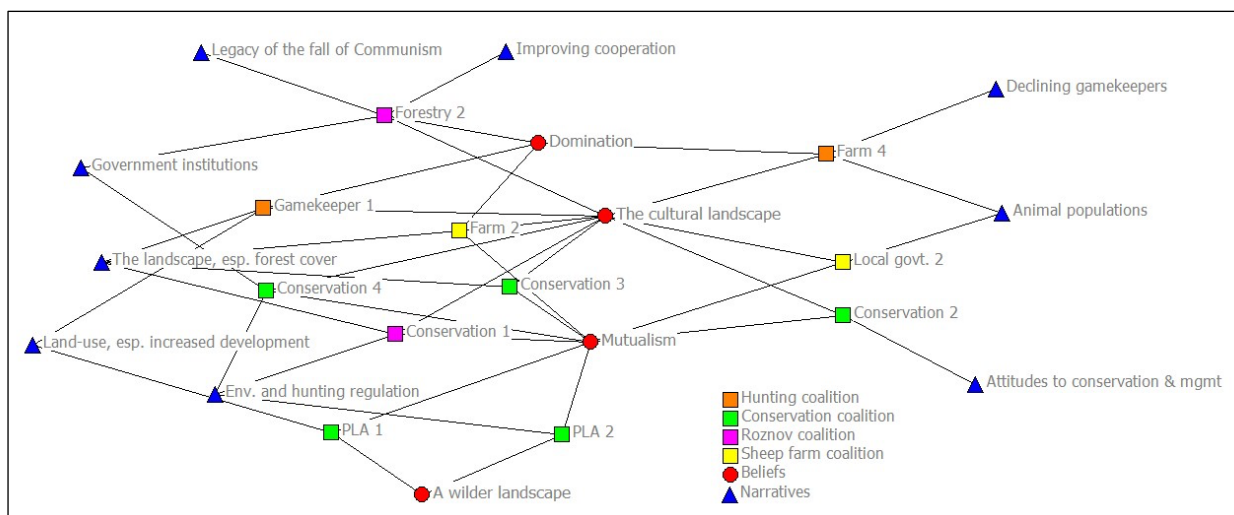 Legacy of the fall of Communism
Improving cooperation
Declining gamekeepers
Forestry 2
Domination
Farm 4
Government institutions
Gamekeeper 1
The cultural landscape
Animal populations
Farm 2
The landscape, esp. forest cover
Local govt. 2
Conservation 4
Conservation 3
Conservation 2
Conservation 1
Mutualism
Land-use, esp. increased development
Attitudes to conservation & mgmt
Env. and hunting regulation
PLA 1
PLA 2
A wilder landscape
Hunting coalition
Conservation coalition
Roznov coalition
Sheep farm coalition
Beliefs
Narratives